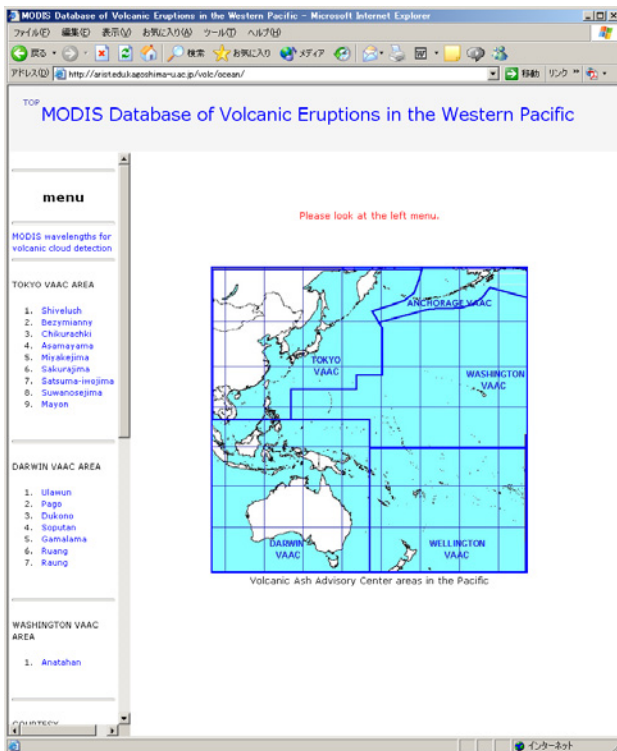 MODIS Database of Volcanic Eruptions in the Western Pacific - Microsoft Internet Explorer
ファイル(F) 編集(E) 表示(V) お気に入り(A) ツール(T) ヘルプ(H)
戻る 検索 お気に入り メディア
アドレス(D) http://arist.edu.kagoshima-u.ac.jp/volc/ocean/ 移動 リンク »
TOP
MODIS Database of Volcanic Eruptions in the Western Pacific
menu
MODIS wavelengths for
volcanic cloud detection
TOKYO VAAC AREA
1. Shiveluch
2. Bezymianny
3. Chikurachki
4. Asamayama
5. Miyakejima
6. Sakurajima
7. Satsuma-iwojima
8. Suwanosejima
9. Mayon
DARWIN VAAC AREA
1. Ulawun
2. Pago
3. Dukono
4. Soputan
5. Gamalama
6. Ruang
7. Raung
WASHINGTON VAAC
AREA
1. Anatahan
COURTESY
Please look at the left menu.
ANCHORAGE VAAC
TOKYO
VAAC
WASHINGTON
VAAC
DARWIN
VAAC
WELLINGTON
VAAC
Volcanic Ash Advisory Center areas in the Pacific
インターネット